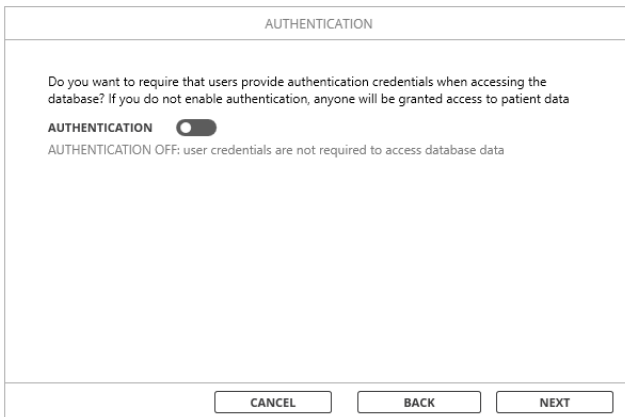 AUTHENTICATION
Do you want to require that users provide authentication credentials when accessing the
database? If you do not enable authentication, anyone will be granted access to patient data
AUTHENTICATION
AUTHENTICATION OFF: user credentials are not required to access database data
CANCEL BACK NEXT